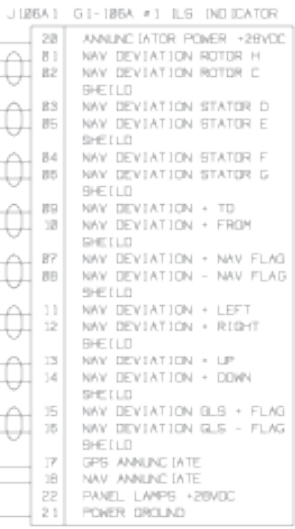 J106A1 GI-106A #1 ILS INDICATOR
20 ANNUNCIATOR POWER +28VDC
01 NAV DEVIATION ROTOR H
02 NAV DEVIATION ROTOR C
SHEILD
03 NAV DEVIATION STATOR D
05 NAV DEVIATION STATOR E
SHEILD
04 NAV DEVIATION STATOR F
06 NAV DEVIATION STATOR G
SHEILD
09 NAV DEVIATION + TO
10 NAV DEVIATION + FROM
SHEILD
07 NAV DEVIATION + NAV FLAG
08 NAV DEVIATION - NAV FLAG
SHEILD
11 NAV DEVIATION + LEFT
12 NAV DEVIATION + RIGHT
SHEILD
13 NAV DEVIATION + UP
14 NAV DEVIATION + DOWN
SHEILD
15 NAV DEVIATION GLS + FLAG
16 NAV DEVIATION GLS - FLAG
SHEILD
17 GPS ANNUNCIATE
18 NAV ANNUNCIATE
22 PANEL LAMPS +28VDC
21 POWER GROUND